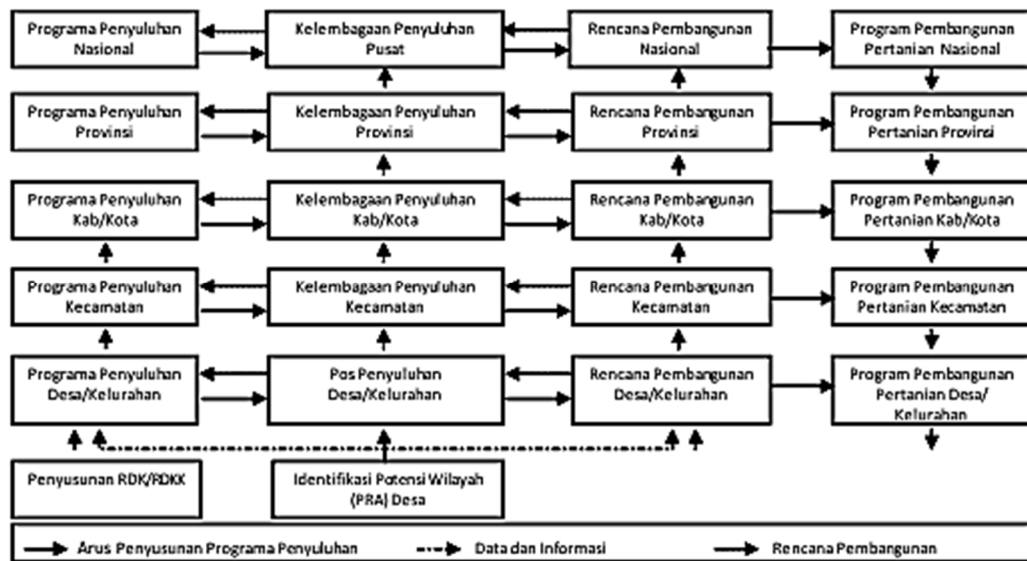 Programa Penyuluhan
Nasional
Kelembagaan Penyuluhan
Pusat
Rencana Pembangunan
Nasional
Program Pembangunan
Pertanian Nasional
Programa Penyuluhan
Provinsi
Kelembagaan Penyuluhan
Provinsi
Rencana Pembangunan
Provinsi
Program Pembangunan
Pertanian Provinsi
Programa Penyuluhan
Kab/Kota
Kelembagaan Penyuluhan
Kab/Kota
Rencana Pembangunan
Kab/Kota
Program Pembangunan
Pertanian Kab/Kota
Programa Penyuluhan
Kecamatan
Kelembagaan Penyuluhan
Kecamatan
Rencana Pembangunan
Kecamatan
Program Pembangunan
Pertanian Kecamatan
Programa Penyuluhan
Desa/Kelurahan
Pos Penyuluhan
Desa/Kelurahan
Rencana Pembangunan
Desa/Kelurahan
Program Pembangunan
Pertanian Desa/
Kelurahan
Penyusunan RDK/RDKK
Identifikasi Potensi Wilayah
(PRA) Desa
Arus Penyusunan Programa Penyuluhan
Data dan Informasi
Rencana Pembangunan